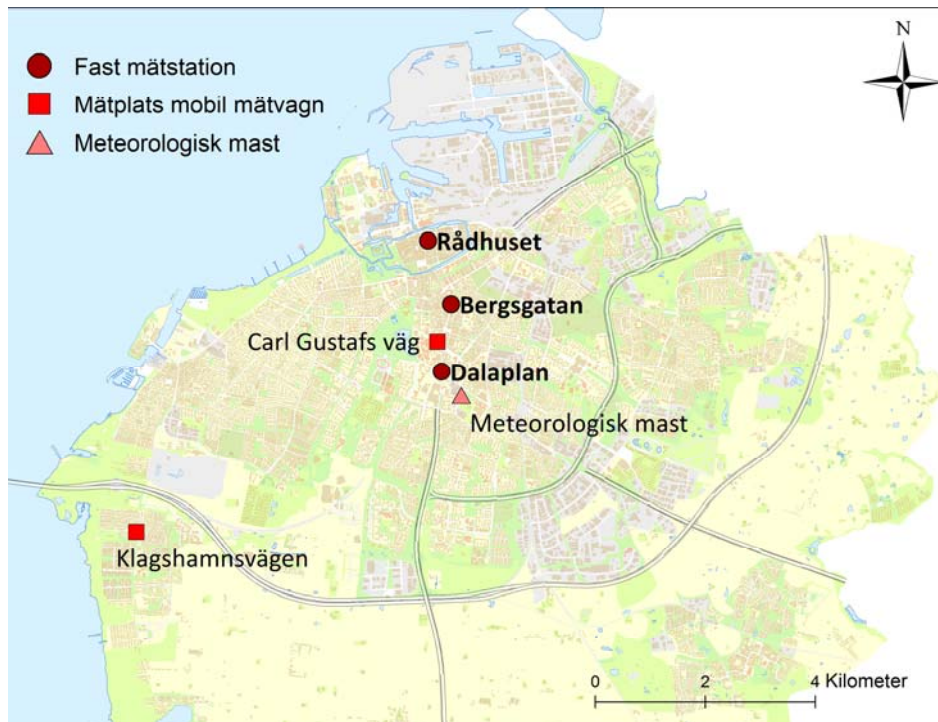 N
Fast mätstation
Mätplats mobil mätvagn
Meteorologisk mast
Rådhuset
Bergsgatan
Carl Gustafs väg
Dalaplan
Meteorologisk mast
Klagshamnsvägen
0 2 4 Kilometer